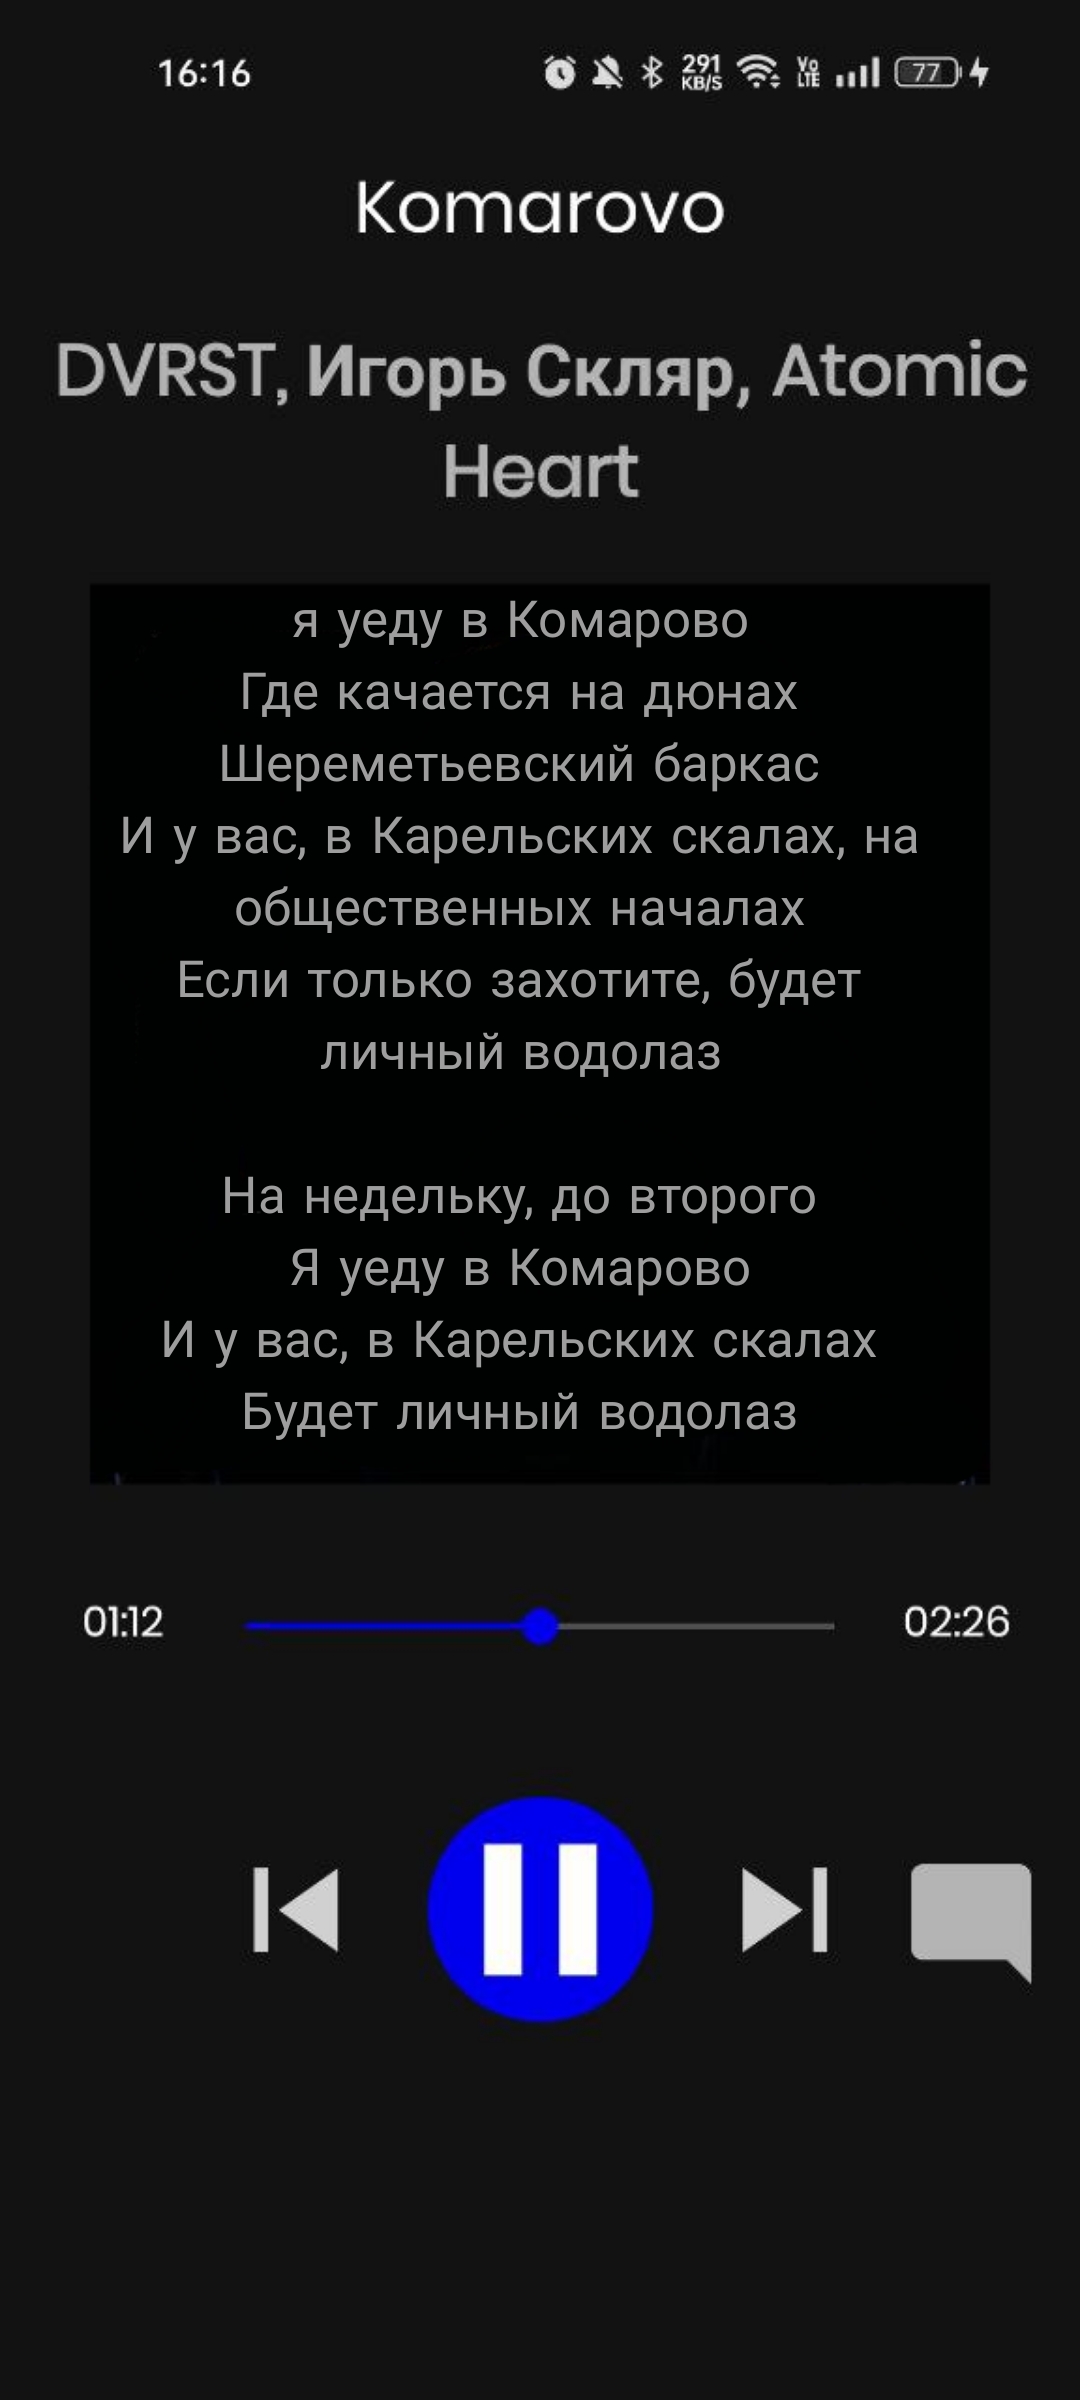 16:16
291
KB/S
Vo
LTE
77
Komarovo
DVRST, Игорь Скляр, Atomic
Heart
я уеду в Комарово
Где качается на дюнах
Шереметьевский баркас
И у вас, в Карельских скалах, на
общественных началах
Если только захотите, будет
личный водолаз
На недельку, до второго
Я уеду в Комарово
И у вас, в Карельских скалах
Будет личный водолаз
01:12
02:26